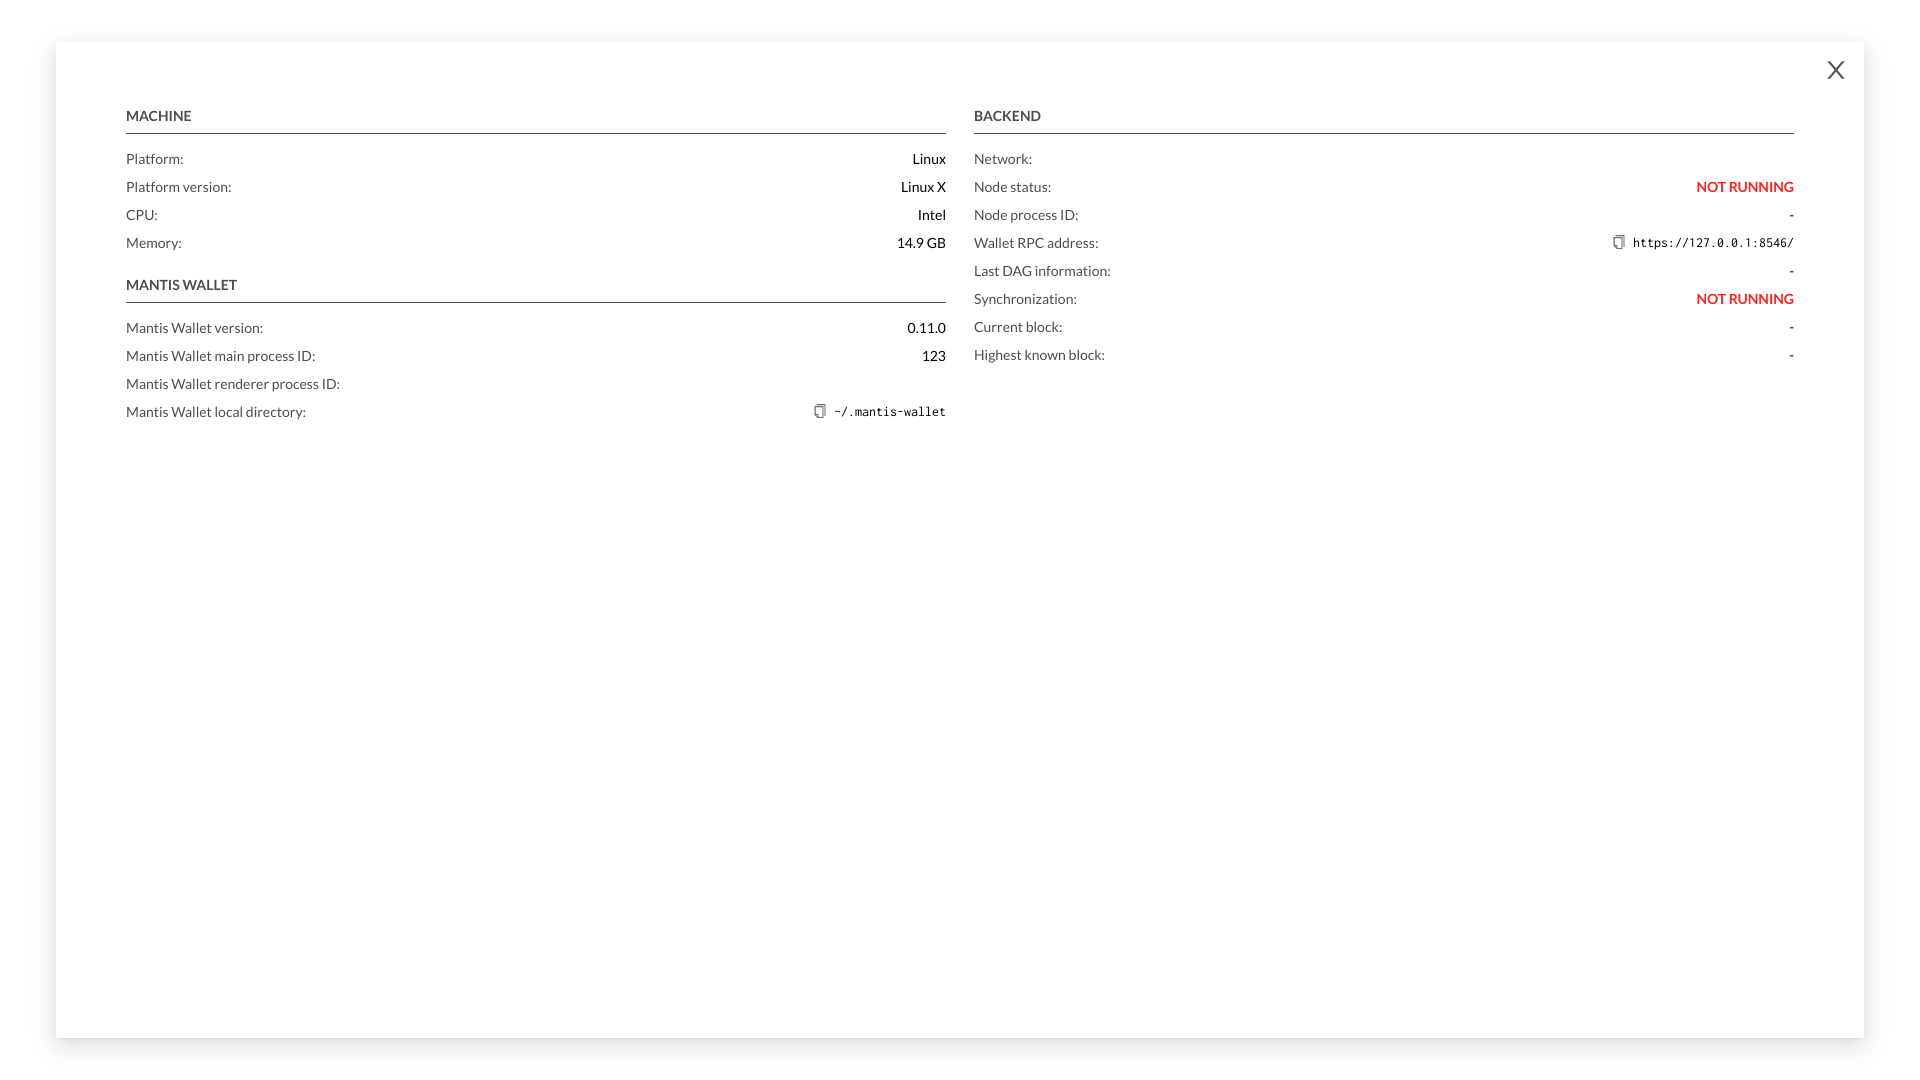 X
MACHINE
Platform: Linux
Platform version: Linux X
CPU: Intel
Memory: 14.9 GB
MANTIS WALLET
Mantis Wallet version: 0.11.0
Mantis Wallet main process ID: 123
Mantis Wallet renderer process ID:
Mantis Wallet local directory: ~/.mantis-wallet
BACKEND
Network:
Node status: NOT RUNNING
Node process ID: -
Wallet RPC address: https://127.0.0.1:8546/
Last DAG information: -
Synchronization: NOT RUNNING
Current block: -
Highest known block: -